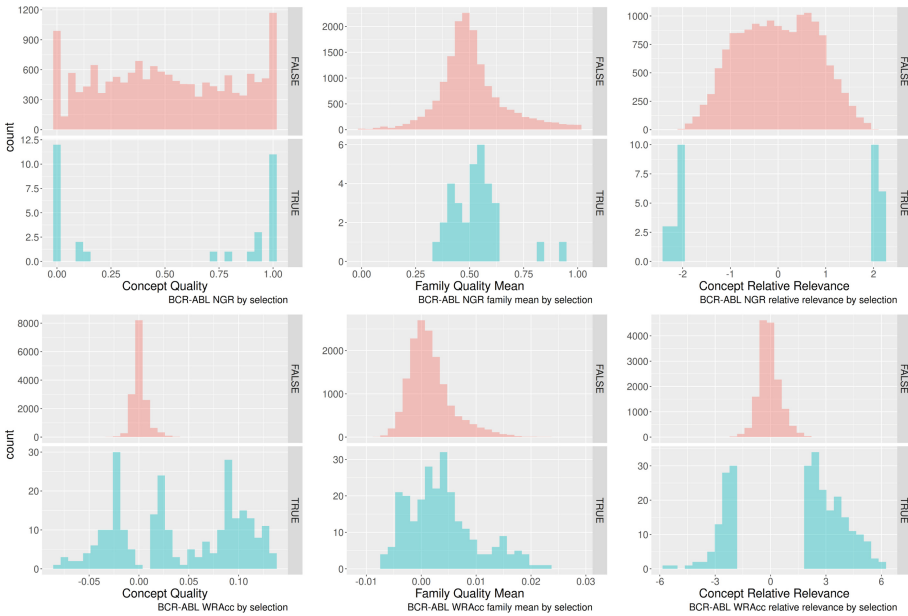 count
1200
900
600
300
0
FALSE
12.5
10.0
7.5
5.0
2.5
0.0
TRUE
0.00 0.25 0.50 0.75 1.00
Concept Quality
BCR-ABL NGR by selection
2000
1500
1000
500
0
FALSE
6
4
2
0
TRUE
0.00 0.25 0.50 0.75 1.00
Family Quality Mean
BCR-ABL NGR family mean by selection
1000
750
500
250
0
FALSE
10.0
7.5
5.0
2.5
0.0
TRUE
-2 -1 0 1 2
Concept Relative Relevance
BCR-ABL NGR relative relevance by selection
count
8000
6000
4000
2000
0
FALSE
30
20
10
0
TRUE
-0.05 0.00 0.05 0.10
Concept Quality
BCR-ABL WRAcc by selection
2000
1000
0
FALSE
30
20
10
0
TRUE
-0.01 0.00 0.01 0.02 0.03
Family Quality Mean
BCR-ABL WRAcc family mean by selection
4000
3000
2000
1000
0
FALSE
30
20
10
0
TRUE
-6 -3 0 3 6
Concept Relative Relevance
BCR-ABL WRAcc relative relevance by selection